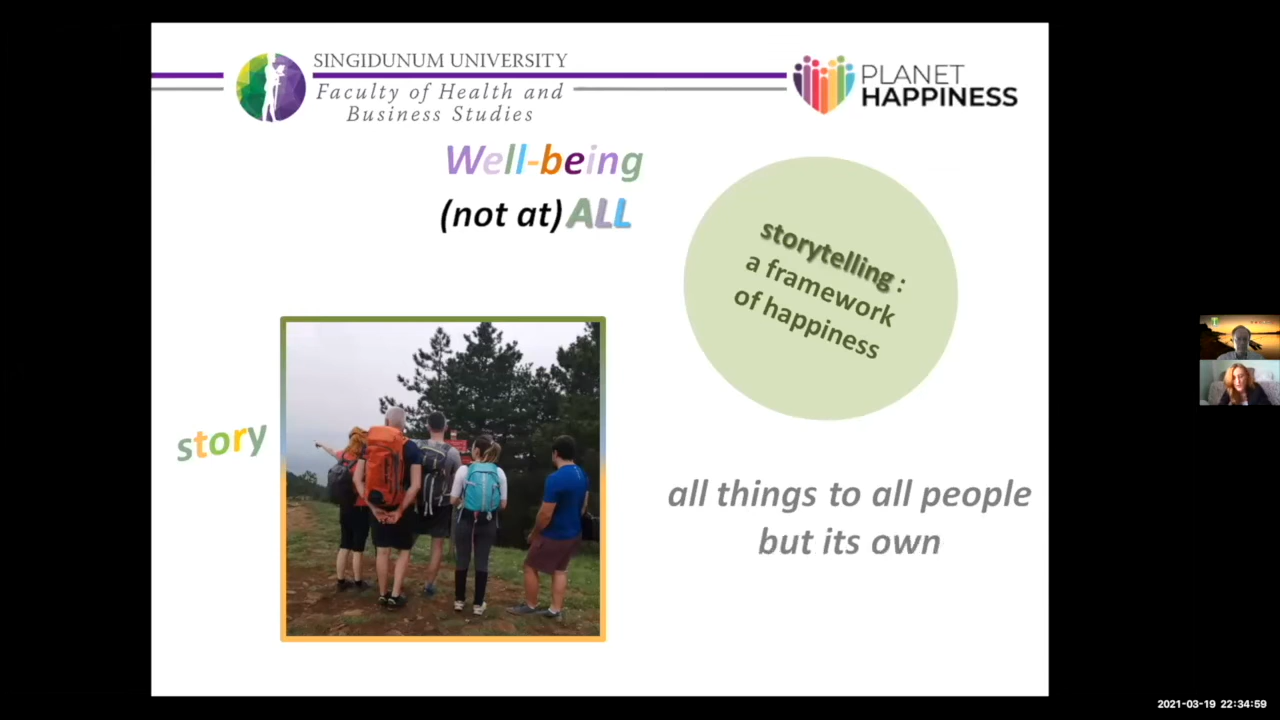 SINGIDUNUM UNIVERSITY
Faculty of Health and
Business Studies
PLANET
HAPPINESS
Well-being
(not at) ALL
storytelling :
a framework
of happiness
story
all things to all people
but its own
2021-03-19 22:34:59